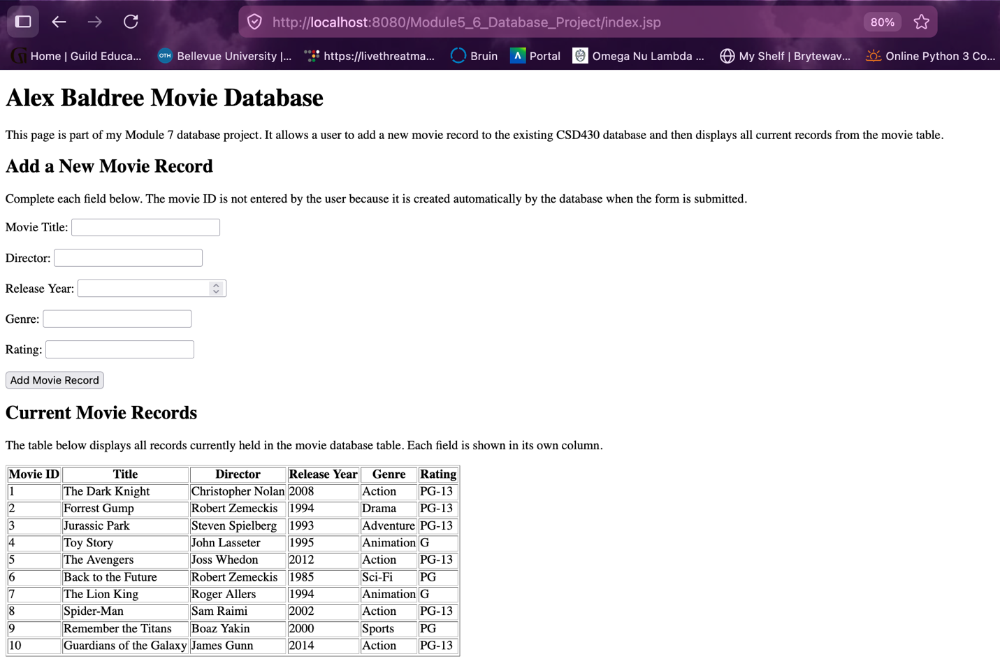 http://localhost:8080/Module5_6_Database_Project/index.jsp 80%
Home | Guild Educa... OTH Bellevue University |... https://livethreatma... Bruin Portal Omega Nu Lambda ... My Shelf | Brytewav... Online Python 3 Co...
Alex Baldree Movie Database
This page is part of my Module 7 database project. It allows a user to add a new movie record to the existing CSD430 database and then displays all current records from the movie table.
Add a New Movie Record
Complete each field below. The movie ID is not entered by the user because it is created automatically by the database when the form is submitted.
Movie Title:
Director:
Release Year:
Genre:
Rating:
Add Movie Record
Current Movie Records
The table below displays all records currently held in the movie database table. Each field is shown in its own column.
Movie ID Title Director Release Year Genre Rating
1 The Dark Knight Christopher Nolan 2008 Action PG-13
2 Forrest Gump Robert Zemeckis 1994 Drama PG-13
3 Jurassic Park Steven Spielberg 1993 Adventure PG-13
4 Toy Story John Lasseter 1995 Animation G
5 The Avengers Joss Whedon 2012 Action PG-13
6 Back to the Future Robert Zemeckis 1985 Sci-Fi PG
7 The Lion King Roger Allers 1994 Animation G
8 Spider-Man Sam Raimi 2002 Action PG-13
9 Remember the Titans Boaz Yakin 2000 Sports PG
10 Guardians of the Galaxy James Gunn 2014 Action PG-13